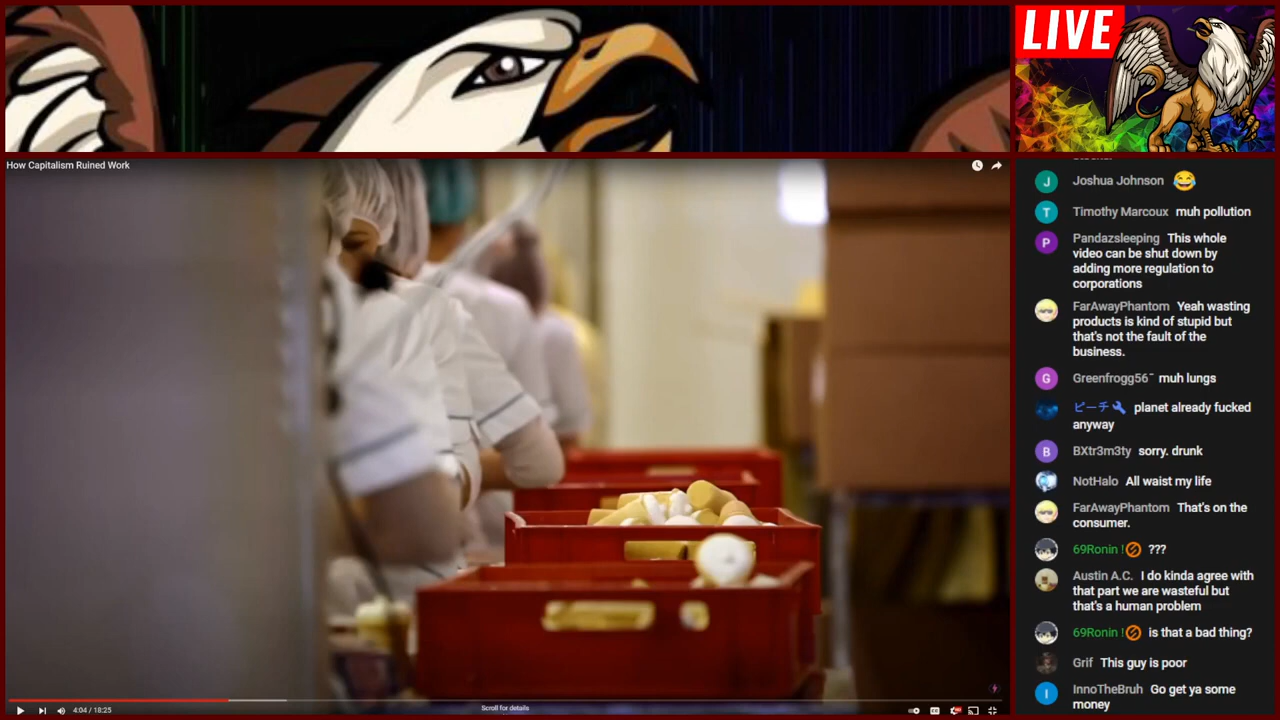 LIVE
How Capitalism Ruined Work
J Joshua Johnson 😂
T Timothy Marcoux muh pollution
P Pandazsleeping This whole
video can be shut down by
adding more regulation to
corporations
FarAwayPhantom Yeah wasting
products is kind of stupid but
that's not the fault of the
business.
G Greenfrogg56 muh lungs
ピーチ🔧 planet already fucked
anyway
B BXtr3m3ty sorry. drunk
NotHalo All waist my life
FarAwayPhantom That's on the
consumer.
69Ronin ! ???
Austin A.C. I do kinda agree with
that part we are wasteful but
that's a human problem
69Ronin ! is that a bad thing?
Grif This guy is poor
I InnoTheBruh Go get ya some
money
4:04 / 18:25
Scroll for details